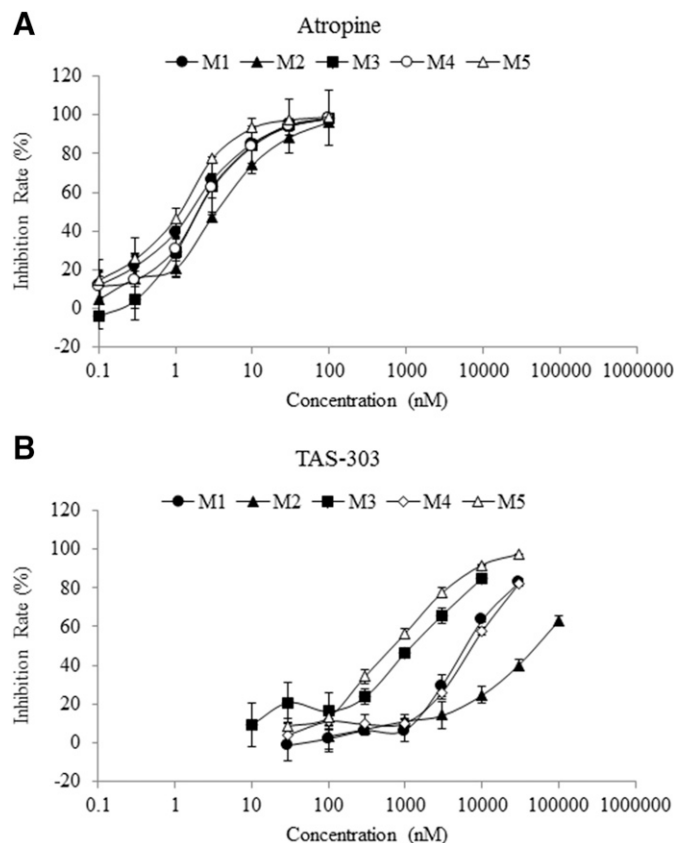 A
Atropine
M1 M2 M3 M4 M5
Inhibition Rate (%)
120
100
80
60
40
20
0
-20
0.1 1 10 100 1000 10000 100000 1000000
Concentration (nM)
B
TAS-303
M1 M2 M3 M4 M5
Inhibition Rate (%)
120
100
80
60
40
20
0
-20
0.1 1 10 100 1000 10000 100000 1000000
Concentration (nM)